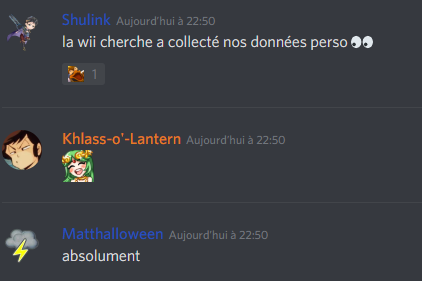 Shulink Aujourd'hui à 22:50
la wii cherche a collecté nos données perso 👀
1
Khlass-o'-Lantern Aujourd'hui à 22:50
Matthalloween Aujourd'hui à 22:50
absolument